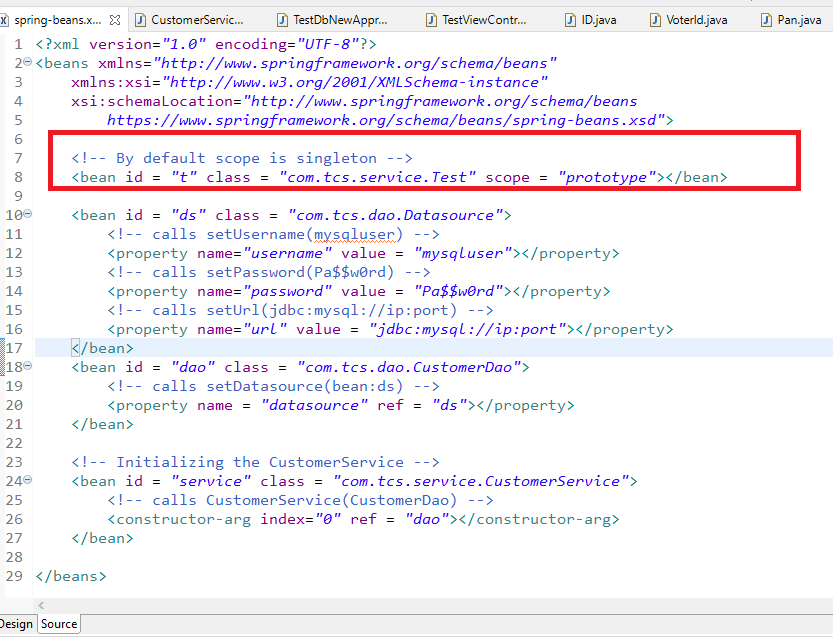 spring-beans.x... CustomerServic... TestDbNewAppr... TestViewContr... ID.java VoterId.java Pan.java
1 <?xml version="1.0" encoding="UTF-8"?>
2 <beans xmlns="http://www.springframework.org/schema/beans"
3 xmlns:xsi="http://www.w3.org/2001/XMLSchema-instance"
4 xsi:schemaLocation="http://www.springframework.org/schema/beans
5 https://www.springframework.org/schema/beans/spring-beans.xsd">
6
7 <!-- By default scope is singleton -->
8 <bean id = "t" class = "com.tcs.service.Test" scope = "prototype"></bean>
9
10 <bean id = "ds" class = "com.tcs.dao.Datasource">
11 <!-- calls setUsername(mysqluser) -->
12 <property name="username" value = "mysqluser"></property>
13 <!-- calls setPassword(Pa$$w0rd) -->
14 <property name="password" value = "Pa$$w0rd"></property>
15 <!-- calls setUrl(jdbc:mysql://ip:port) -->
16 <property name="url" value = "jdbc:mysql://ip:port"></property>
17 </bean>
18 <bean id = "dao" class = "com.tcs.dao.CustomerDao">
19 <!-- calls setDatasource(bean:ds) -->
20 <property name = "datasource" ref = "ds"></property>
21 </bean>
22
23 <!-- Initializing the CustomerService -->
24 <bean id = "service" class = "com.tcs.service.CustomerService">
25 <!-- calls CustomerService(CustomerDao) -->
26 <constructor-arg index="0" ref = "dao"></constructor-arg>
27 </bean>
28
29 </beans>
Design Source